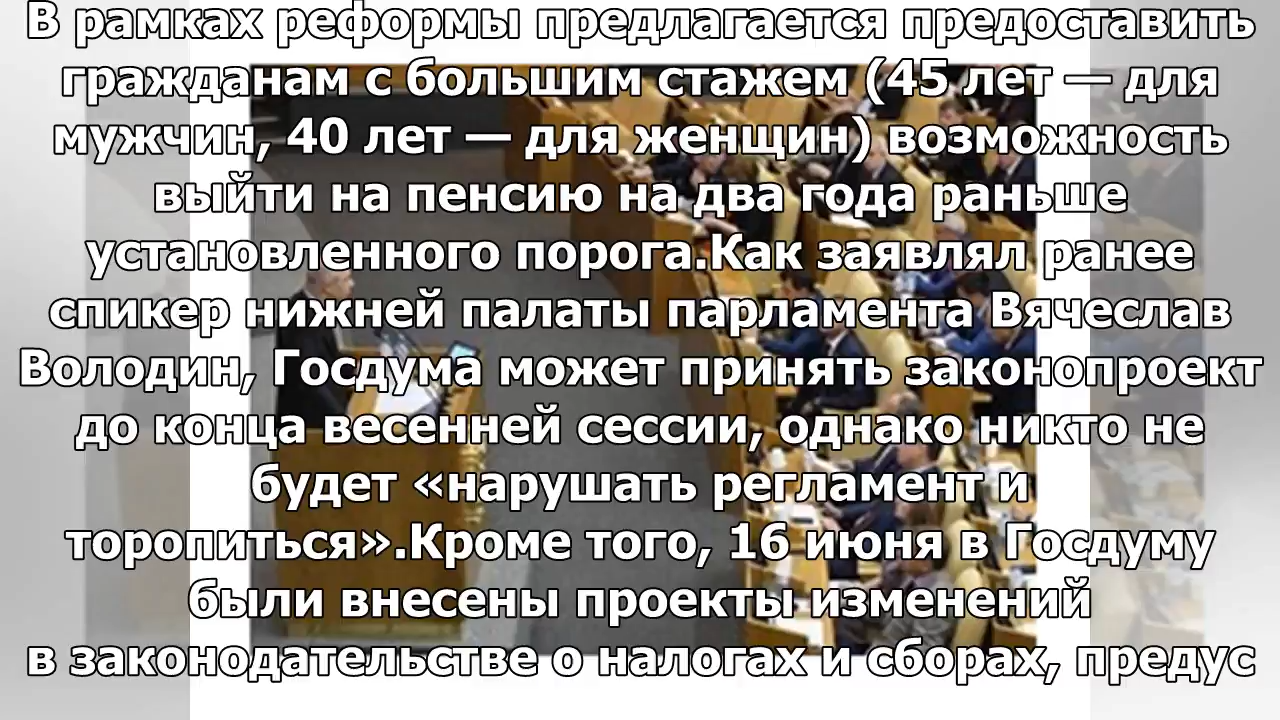 В рамках реформы предлагается предоставить
гражданам с большим стажем (45 лет — для
мужчин, 40 лет — для женщин) возможность
выйти на пенсию на два года раньше
установленного порога.Как заявлял ранее
спикер нижней палаты парламента Вячеслав
Володин, Госдума может принять законопроект
до конца весенней сессии, однако никто не
будет «нарушать регламент и
торопиться».Кроме того, 16 июня в Госдуму
были внесены проекты изменений
в законодательстве о налогах и сборах, предус